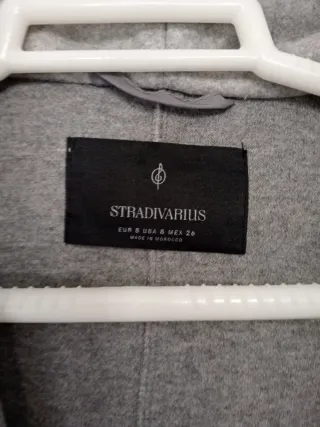 STRADIVARIUS
EUR S USA S MEX 26
MADE IN MOROCCO